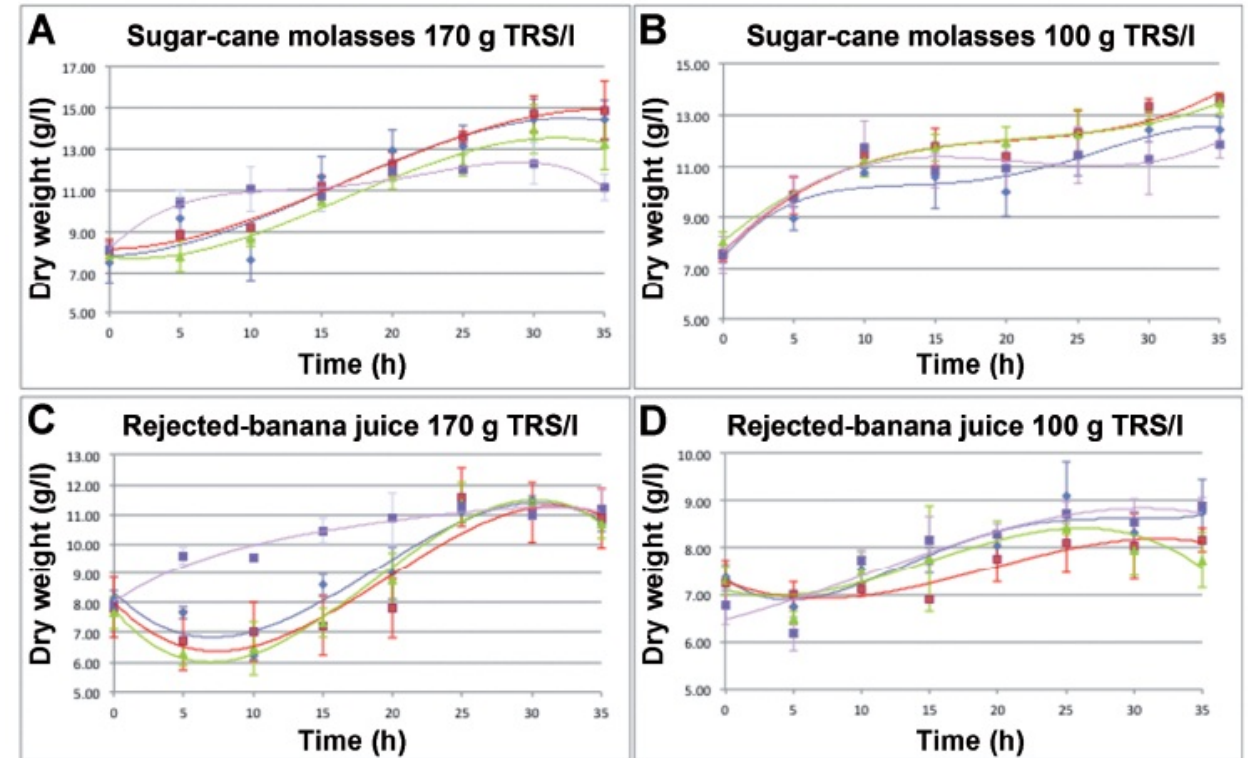 A
Sugar-cane molasses 170 g TRS/l
Dry weight (g/l)
17.00
15.00
13.00
11.00
9.00
7.00
5.00
0 5 10 15 20 25 30 35
Time (h)
B
Sugar-cane molasses 100 g TRS/l
Dry weight (g/l)
15.00
13.00
11.00
9.00
7.00
5.00
0 5 10 15 20 25 30 35
Time (h)
C
Rejected-banana juice 170 g TRS/l
Dry weight (g/l)
13.00
12.00
11.00
10.00
9.00
8.00
7.00
6.00
5.00
0 5 10 15 20 25 30 35
Time (h)
D
Rejected-banana juice 100 g TRS/l
Dry weight (g/l)
10.00
9.00
8.00
7.00
6.00
5.00
0 5 10 15 20 25 30 35
Time (h)